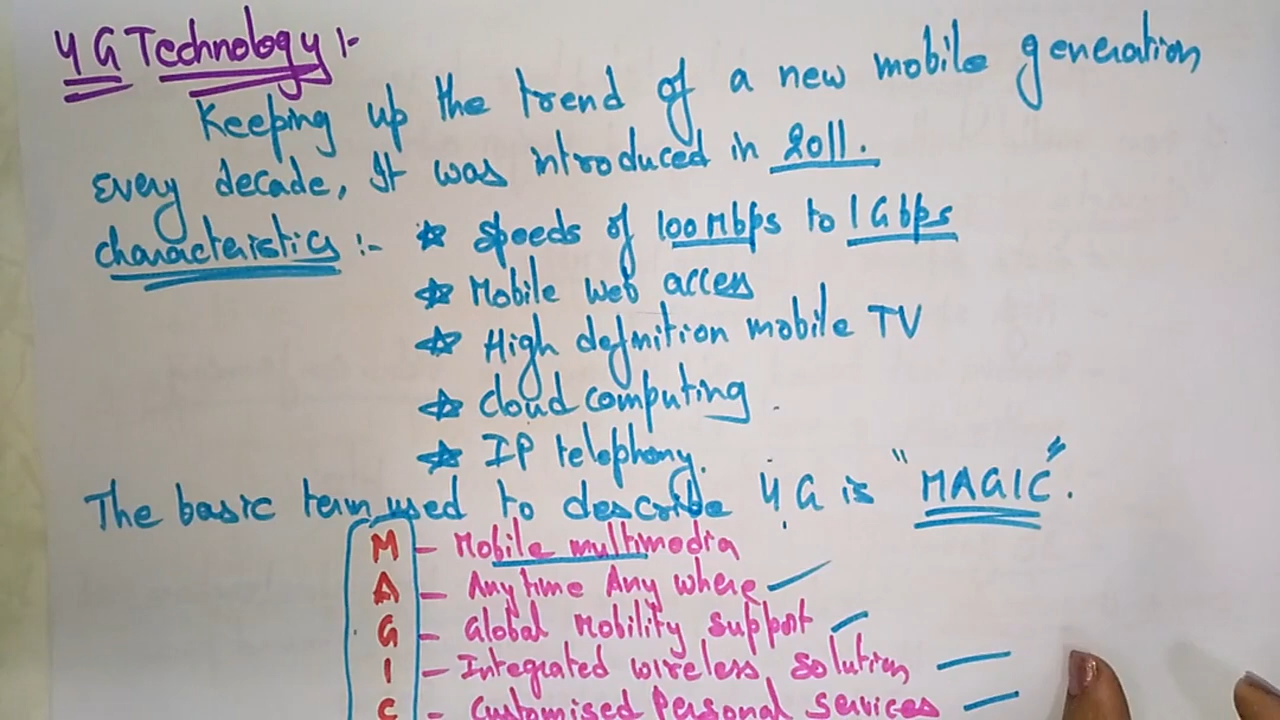 4G Technology :-
Keeping up the trend of a new mobile generation
every decade, It was introduced in 2011.
characteristics :- ☆ speeds of 100 Mbps to 1 Gbps
☆ Mobile web access
☆ High definition mobile TV
☆ cloud computing
☆ IP telephony.
The basic term used to describe 4G is "MAGIC".
M - Mobile multimedia
A - Anytime Any where
G - Global Mobility support
I - Integrated wireless solution
C - Customised Personal Services